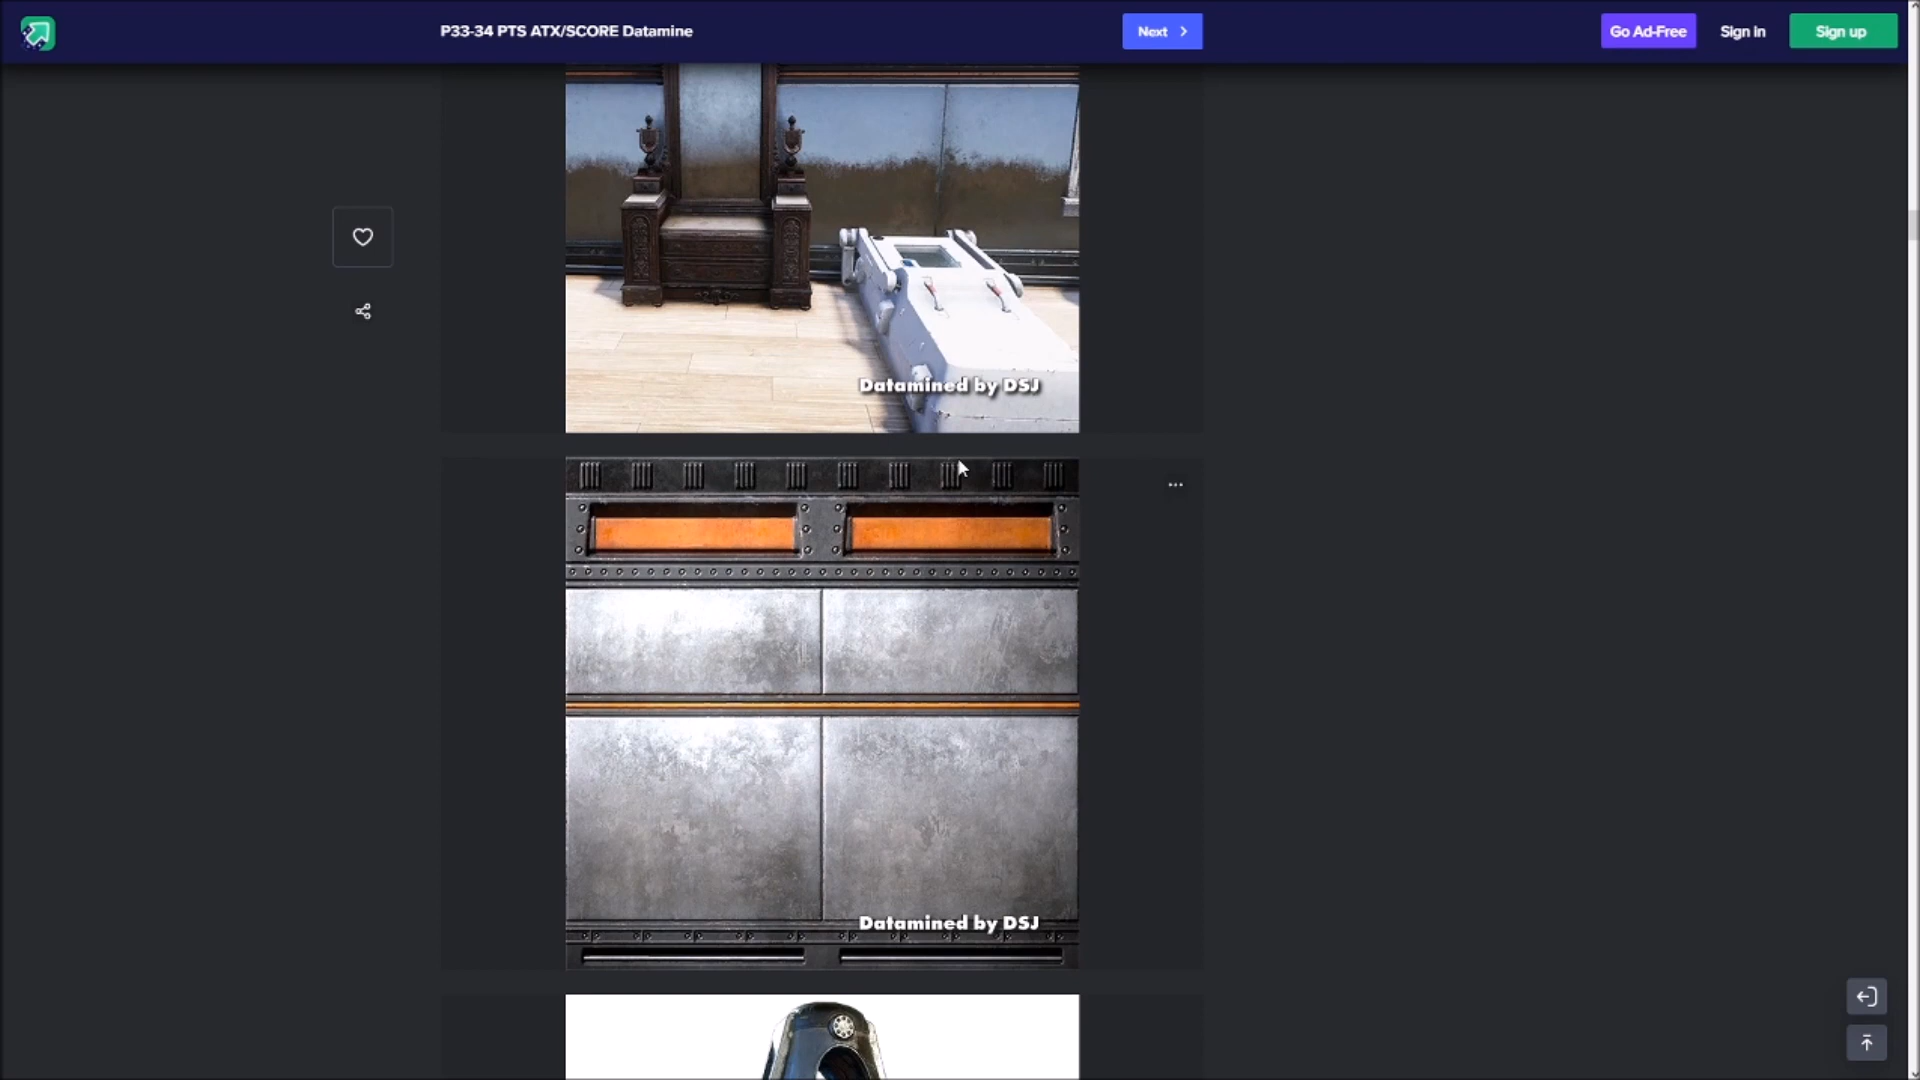 P33-34 PTS ATX/SCORE Datamine
Next
Go Ad-Free
Sign In
Sign up
Datamined by DSJ
Datamined by DSJ